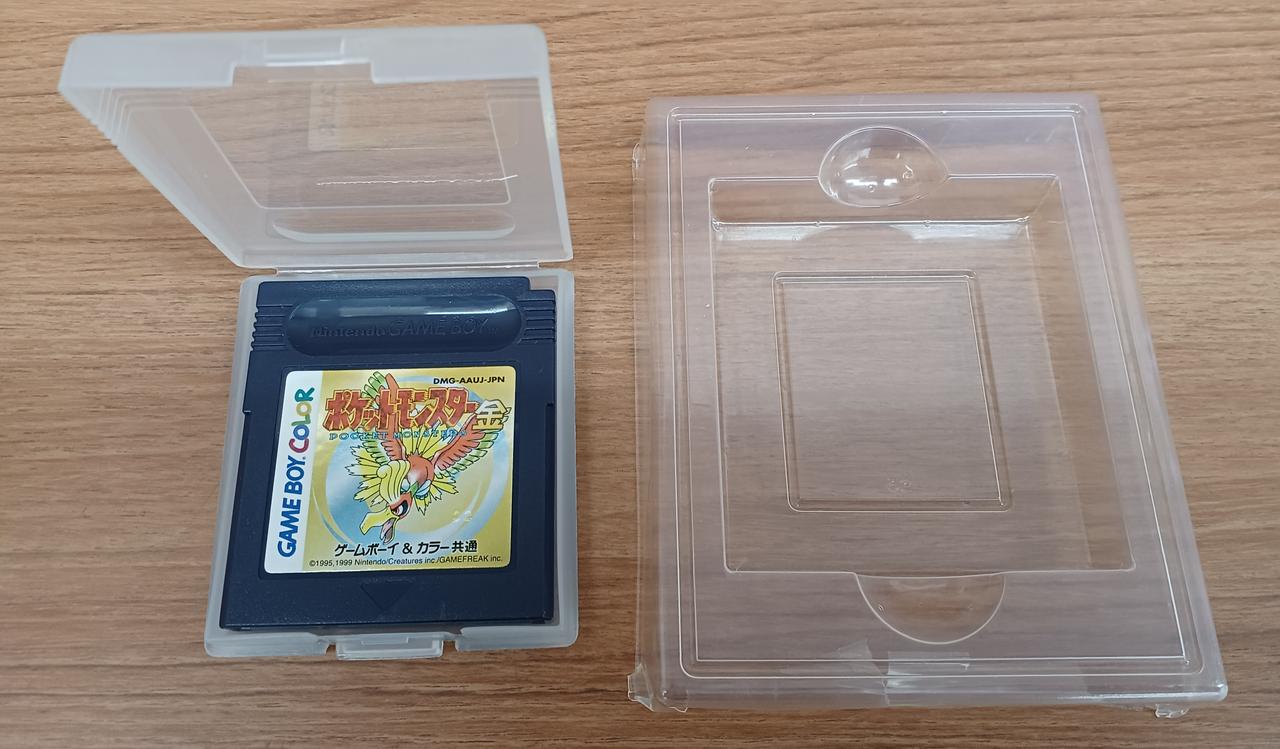 Nintendo GAME BOY™
GAME BOY COLOR
DMG-AAUJ-JPN
ポケットモンスター金
POCKET MONSTERS
ゲームボーイ & カラー共通
©1995,1999 Nintendo/Creatures inc./GAMEFREAK inc.